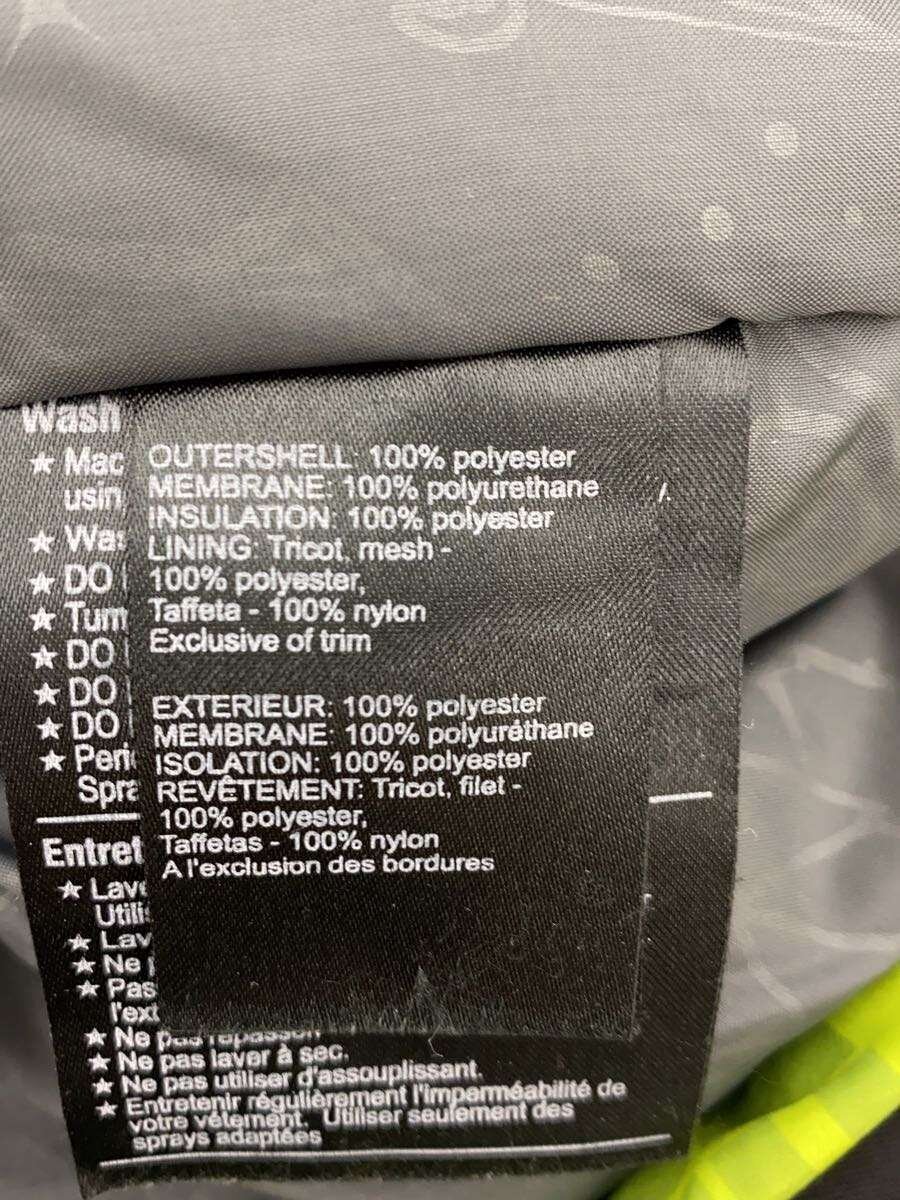 Wash
★ Mac
usin
★ Was
★ DO
★ Tum
★ DO
★ DO
★ DO
★ Peri
Spra
OUTERSHELL: 100% polyester
MEMBRANE: 100% polyurethane
INSULATION: 100% polyester
LINING: Tricot, mesh -
100% polyester,
Taffeta - 100% nylon
Exclusive of trim
EXTERIEUR: 100% polyester
MEMBRANE: 100% polyuréthane
ISOLATION: 100% polyester
REVÊTEMENT: Tricot, filet -
100% polyester,
Taffetas - 100% nylon
A l'exclusion des bordures
Entret
★ Lave
Utilis
★ Lav
★ Ne
★ Pas
l'ext
★ Ne pas repasser.
★ Ne pas laver à sec.
★ Ne pas utiliser d'assouplissant.
★ Entretenir régulièrement l'imperméabilité de
votre vêtement. Utiliser seulement des
sprays adaptées